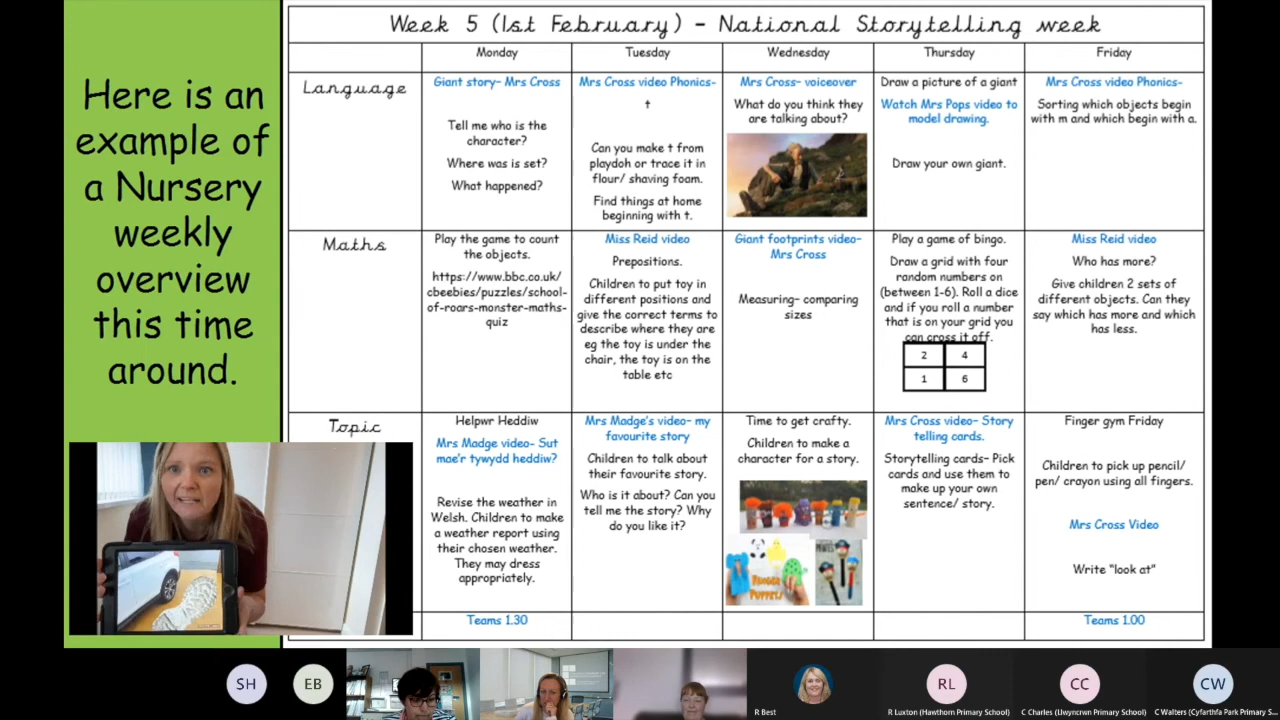 Here is an
example of
a Nursery
weekly
overview
this time
around.
Week 5 (1st February) - National Storytelling week
Monday
Tuesday
Wednesday
Thursday
Friday
Language
Giant story- Mrs Cross
Tell me who is the
character?
Where was is set?
What happened?
Mrs Cross video Phonics-
t
Can you make t from
playdoh or trace it in
flour/ shaving foam.
Find things at home
beginning with t.
Mrs Cross- voiceover
What do you think they
are talking about?
Draw a picture of a giant
Watch Mrs Pops video to
model drawing.
Draw your own giant.
Mrs Cross video Phonics-
Sorting which objects begin
with m and which begin with a.
Maths
Play the game to count
the objects.
https://www.bbc.co.uk/
cbeebies/puzzles/school-
of-roars-monster-maths-
quiz
Miss Reid video
Prepositions.
Children to put toy in
different positions and
give the correct terms to
describe where they are
eg the toy is under the
chair, the toy is on the
table etc
Giant footprints video-
Mrs Cross
Measuring- comparing
sizes
Play a game of bingo.
Draw a grid with four
random numbers on
(between 1-6). Roll a dice
and if you roll a number
that is on your grid you
can cross it off.
2 4
1 6
Miss Reid video
Who has more?
Give children 2 sets of
different objects. Can they
say which has more and which
has less.
Topic
Helpwr Heddiw
Mrs Madge video- Sut
mae'r tywydd heddiw?
Revise the weather in
Welsh. Children to make
a weather report using
their chosen weather.
They may dress
appropriately.
Mrs Madge's video- my
favourite story
Children to talk about
their favourite story.
Who is it about? Can you
tell me the story? Why
do you like it?
Time to get crafty.
Children to make a
character for a story.
FINGER
PUPPETS
Mrs Cross video- Story
telling cards.
Storytelling cards- Pick
cards and use them to
make up your own
sentence/ story.
Finger gym Friday
Children to pick up pencil/
pen/ crayon using all fingers.
Mrs Cross Video
Write "look at"
Teams 1.30
Teams 1.00
SH
EB
R Best
RL
R Luxton (Hawthorn Primary School)
CC
C Charles (Llwyncrwn Primary School)
CW
C Walters (Cyfarthfa Park Primary S...